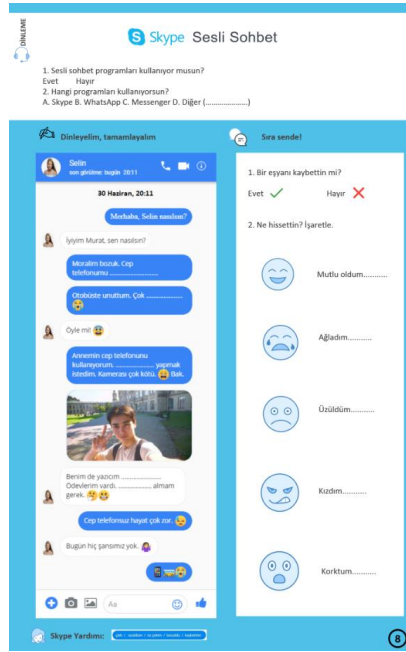 DİNLEME
Skype Sesli Sohbet
1. Sesli sohbet programları kullanıyor musun?
Evet Hayır
2. Hangi programları kullanıyorsun?
A. Skype B. WhatsApp C. Messenger D. Diğer (.....................)
Dinleyelim, tamamlayalım
Selin
son görülme: bugün 20:11
30 Haziran, 20:11
Merhaba, Selin nasılsın?
İyiyim Murat, sen nasılsın?
Moralim bozuk. Cep
telefonumu .....................
Otobüste unuttum. Çok ...............
Öyle mi!
Annemin cep telefonunu
kullanıyorum. ................... yapmak
istedim. Kamerası çok kötü. Bak.
Benim de yazıcım ...................
Ödevlerim vardı. ............... almam
gerek.
Cep telefonsuz hayat çok zor.
Bugün hiç şansımız yok.
Aa
Skype Yardımı:
Sıra sende!
1. Bir eşyanı kaybettin mi?
Evet Hayır
2. Ne hissettin? İşaretle.
Mutlu oldum...........
Ağladım...........
Üzüldüm...........
Kızdım...........
Korktum...........
8